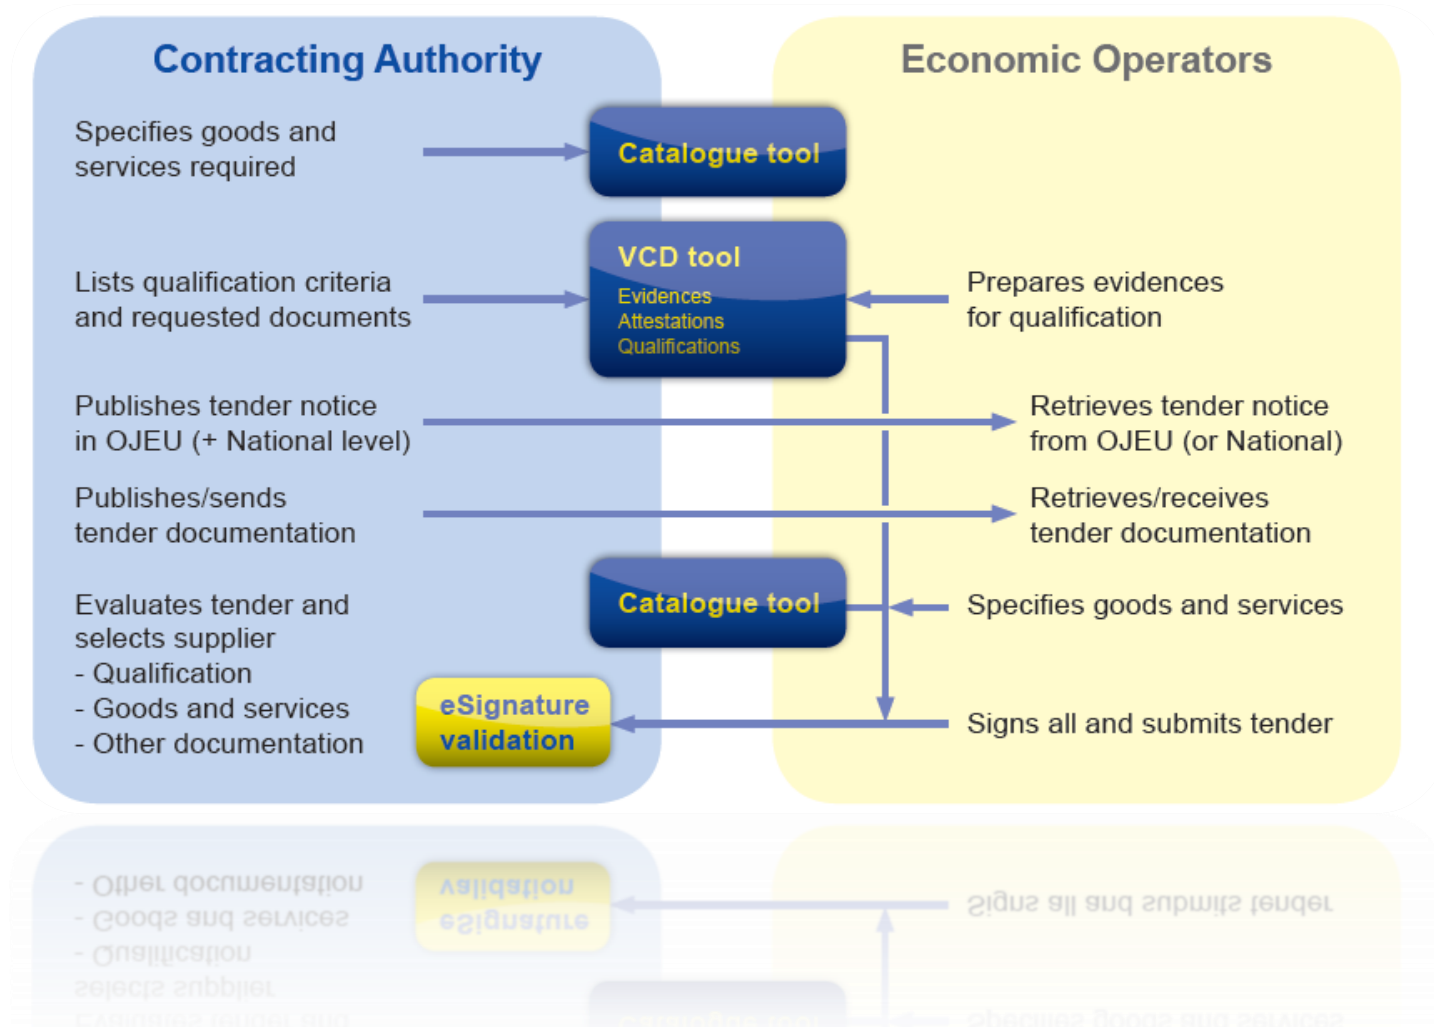 Contracting Authority
Economic Operators
Specifies goods and
services required
Catalogue tool
Lists qualification criteria
and requested documents
VCD tool
Evidences
Attestations
Qualifications
Prepares evidences
for qualification
Publishes tender notice
in OJEU (+ National level)
Retrieves tender notice
from OJEU (or National)
Publishes/sends
tender documentation
Retrieves/receives
tender documentation
Evaluates tender and
selects supplier
- Qualification
- Goods and services
- Other documentation
Catalogue tool
Specifies goods and services
eSignature
validation
Signs all and submits tender